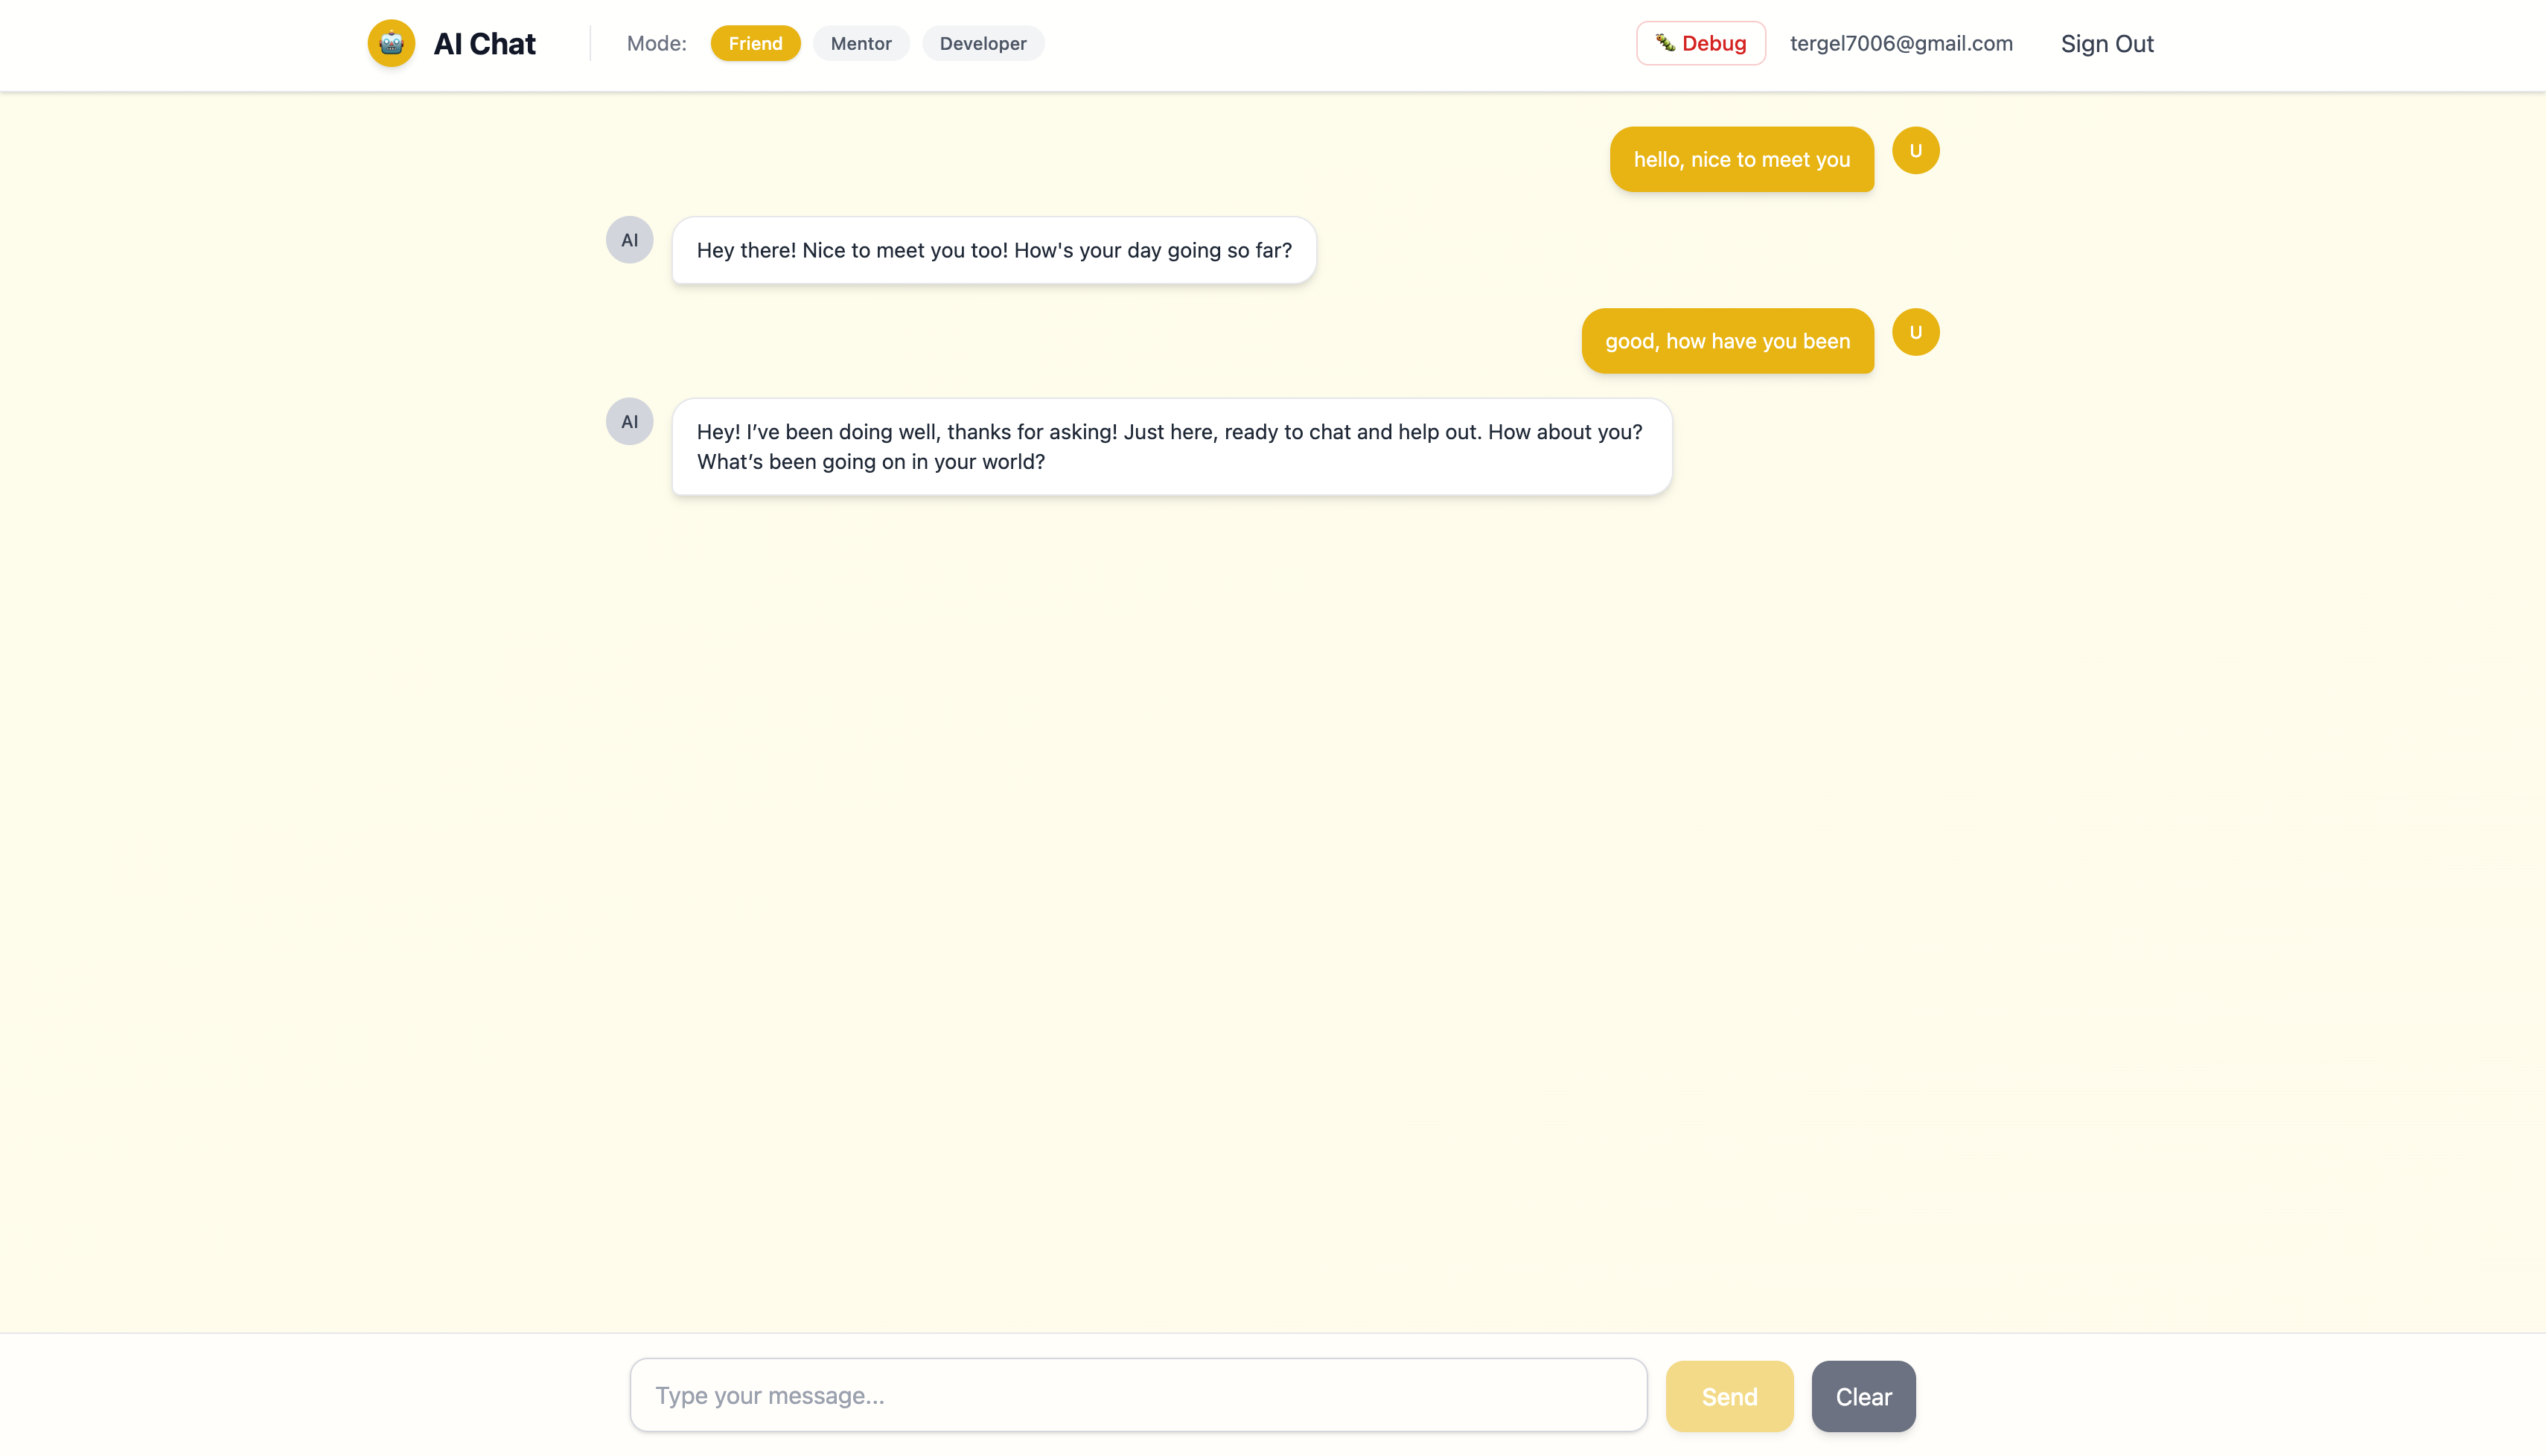 AI Chat
Mode:
Friend
Mentor
Developer
Debug
tergel7006@gmail.com
Sign Out
hello, nice to meet you
U
AI
Hey there! Nice to meet you too! How's your day going so far?
good, how have you been
U
AI
Hey! I’ve been doing well, thanks for asking! Just here, ready to chat and help out. How about you?
What’s been going on in your world?
Type your message...
Send
Clear